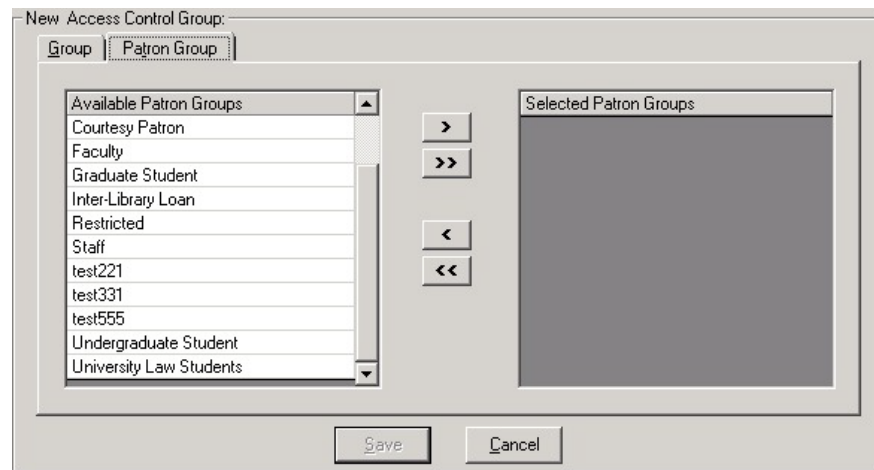 New Access Control Group:
Group
Patron Group
Available Patron Groups
Courtesy Patron
Faculty
Graduate Student
Inter-Library Loan
Restricted
Staff
test221
test331
test555
Undergraduate Student
University Law Students
>
>>
<
<<
Selected Patron Groups
Save
Cancel